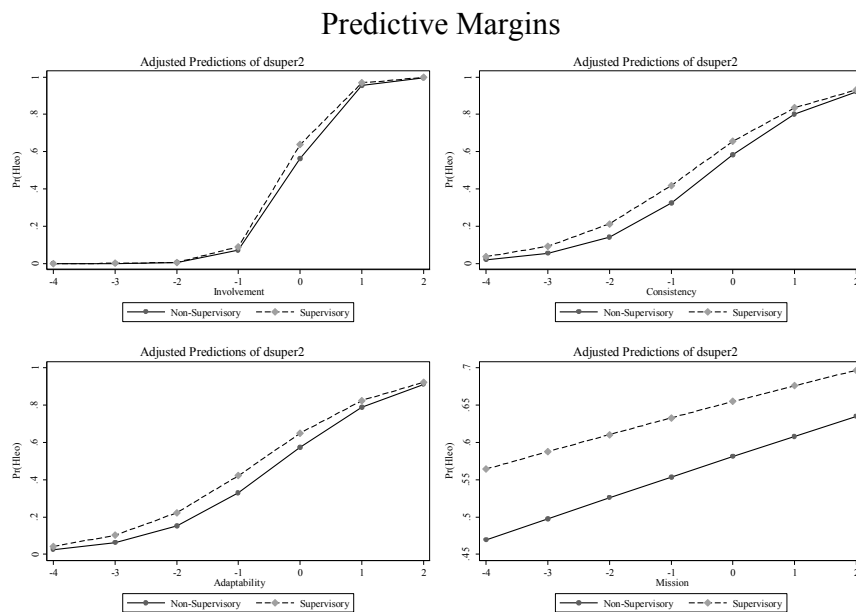 Predictive Margins
Adjusted Predictions of dsuper2
Pr(Hleo)
0 .2 .4 .6 .8 1
-4 -3 -2 -1 0 1 2
Involvement
Non-Supervisory Supervisory
Adjusted Predictions of dsuper2
Pr(Hleo)
0 .2 .4 .6 .8 1
-4 -3 -2 -1 0 1 2
Consistency
Non-Supervisory Supervisory
Adjusted Predictions of dsuper2
Pr(Hleo)
0 .2 .4 .6 .8 1
-4 -3 -2 -1 0 1 2
Adaptability
Non-Supervisory Supervisory
Adjusted Predictions of dsuper2
Pr(Hleo)
.45 .5 .55 .6 .65 .7
-4 -3 -2 -1 0 1 2
Mission
Non-Supervisory Supervisory